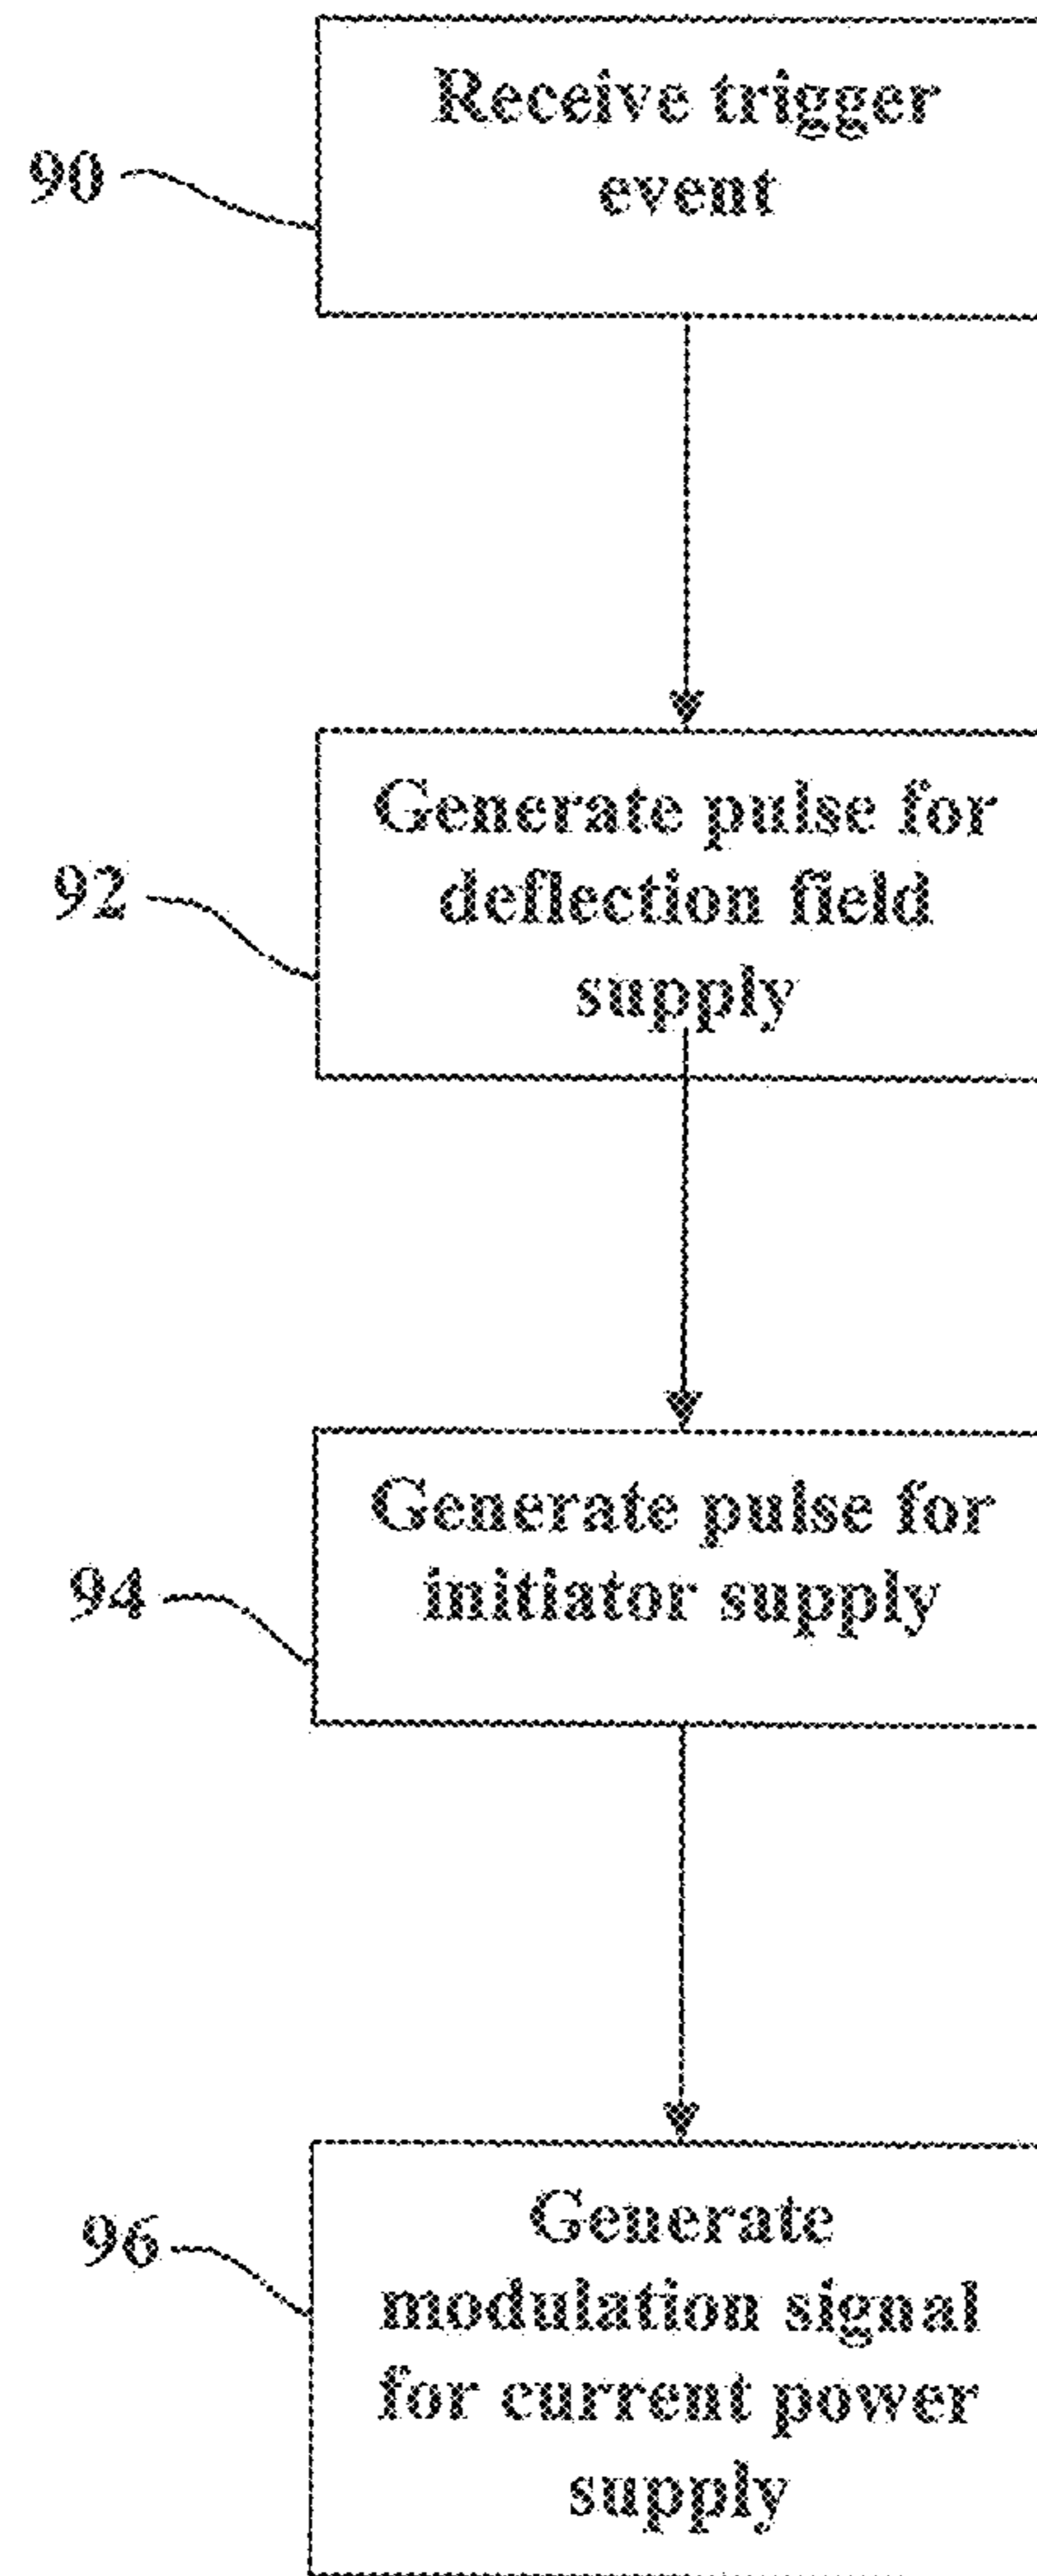 Receive trigger
event
90
Generate pulse for
deflection field
supply
92
Generate pulse for
initiator supply
94
Generate
modulation signal
for current power
supply
96